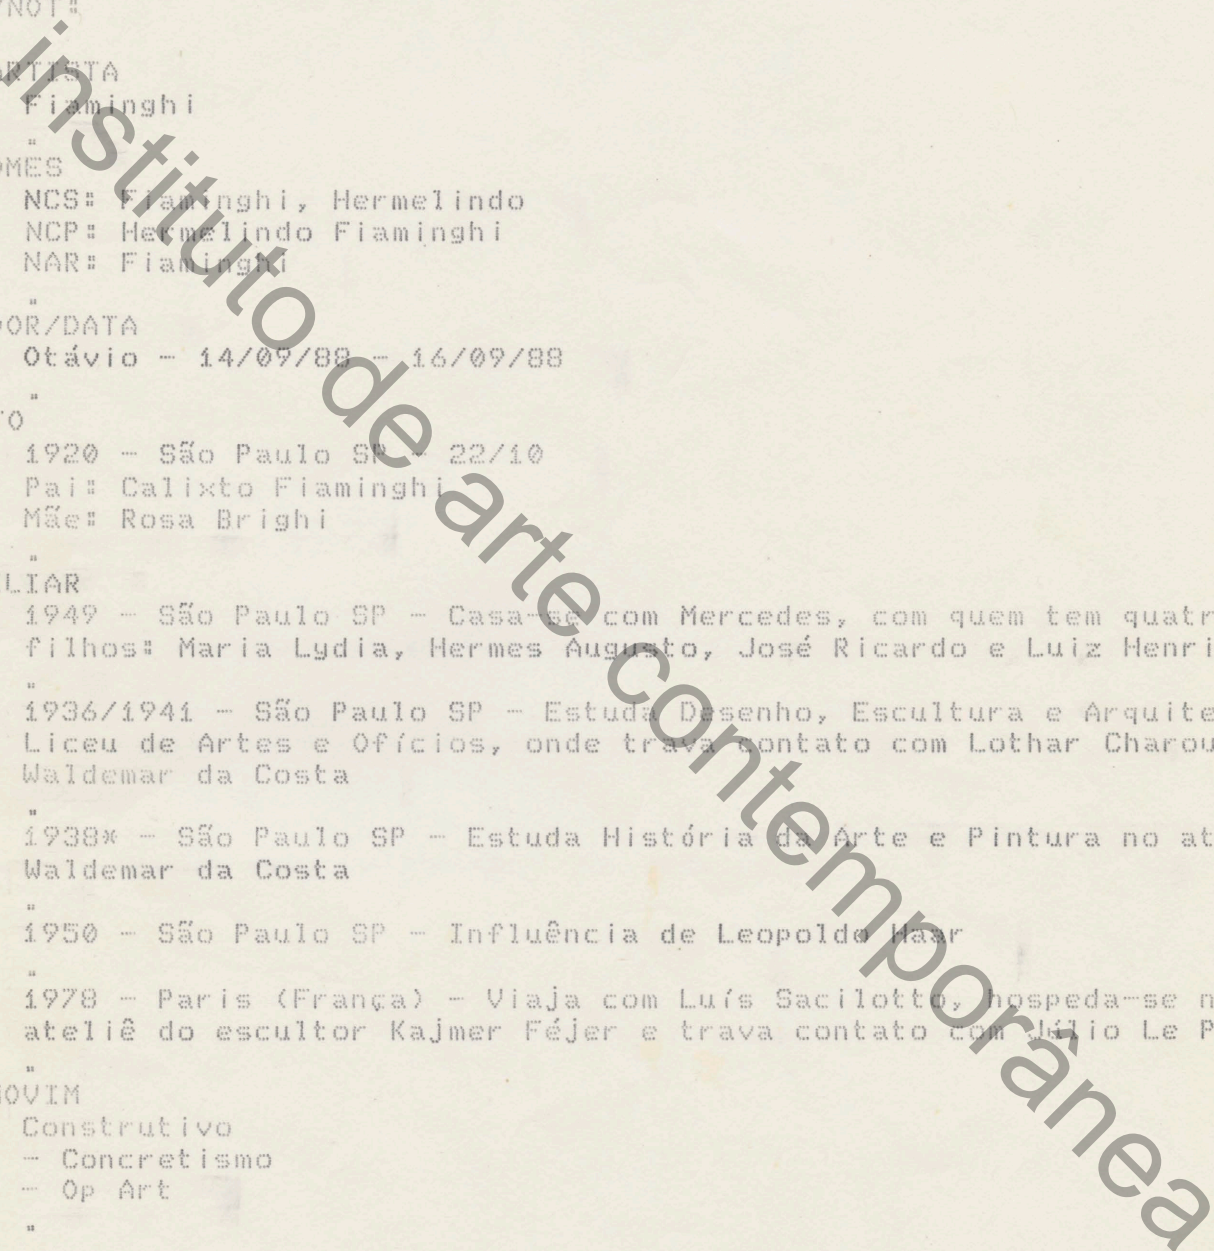 /NOT:
ARTISTA
Fiaminghi
OMES
NCS: Fiaminghi, Hermelindo
NCP: Hermelindo Fiaminghi
NAR: Fiaminghi
OR/DATA
Otávio - 14/09/88 - 16/09/88
TO
1920 - São Paulo SP - 22/10
Pai: Calixto Fiaminghi
Mãe: Rosa Brighi
LIAR
1949 - São Paulo SP - Casa-se com Mercedes, com quem tem quatr
filhos: Maria Lydia, Hermes Augusto, José Ricardo e Luiz Henri
1936/1941 - São Paulo SP - Estuda Desenho, Escultura e Arquite
Liceu de Artes e Ofícios, onde trava contato com Lothar Charou
Waldemar da Costa
1938* - São Paulo SP - Estuda História da Arte e Pintura no at
Waldemar da Costa
1950 - São Paulo SP - Influência de Leopoldo Haar
1978 - Paris (França) - Viaja com Luís Sacilotto, hospeda-se n
ateliê do escultor Kajmer Féjer e trava contato com Júlio Le P
OVIM
Construtivo
- Concretismo
- Op Art
instituto de arte contemporânea